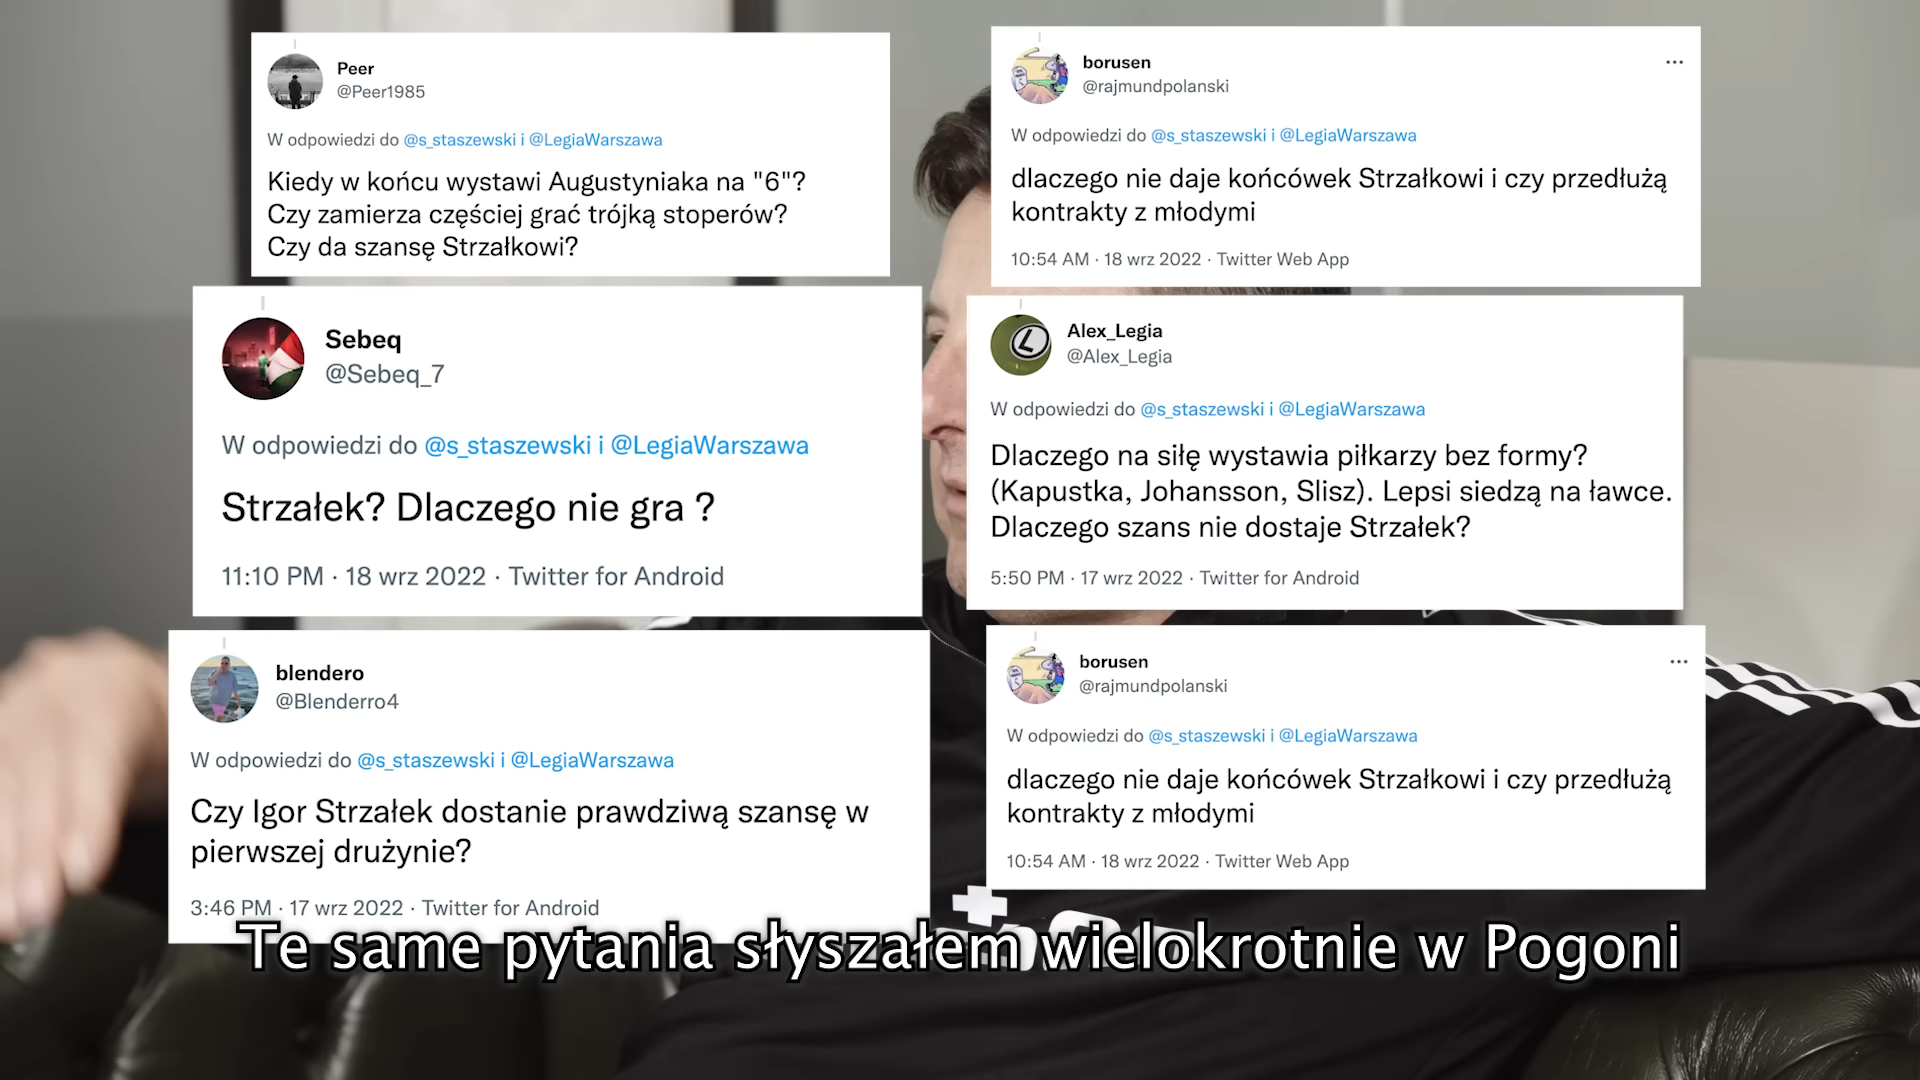 Peer
@Peer1985
W odpowiedzi do @s_staszewski i @LegiaWarszawa
Kiedy w końcu wystawi Augustyniaka na "6"?
Czy zamierza częściej grać trójką stoperów?
Czy da szansę Strzałkowi?
borusen
@rajmundpolanski
W odpowiedzi do @s_staszewski i @LegiaWarszawa
dlaczego nie daje końcówek Strzałkowi i czy przedłużą
kontrakty z młodymi
10:54 AM · 18 wrz 2022 · Twitter Web App
Sebeq
@Sebeq_7
W odpowiedzi do @s_staszewski i @LegiaWarszawa
Strzałek? Dlaczego nie gra ?
11:10 PM · 18 wrz 2022 · Twitter for Android
Alex_Legia
@Alex_Legia
W odpowiedzi do @s_staszewski i @LegiaWarszawa
Dlaczego na siłę wystawia piłkarzy bez formy?
(Kapustka, Johansson, Slisz). Lepsi siedzą na ławce.
Dlaczego szans nie dostaje Strzałek?
5:50 PM · 17 wrz 2022 · Twitter for Android
blendero
@Blenderro4
W odpowiedzi do @s_staszewski i @LegiaWarszawa
Czy Igor Strzałek dostanie prawdziwą szansę w
pierwszej drużynie?
3:46 PM · 17 wrz 2022 · Twitter for Android
borusen
@rajmundpolanski
W odpowiedzi do @s_staszewski i @LegiaWarszawa
dlaczego nie daje końcówek Strzałkowi i czy przedłużą
kontrakty z młodymi
10:54 AM · 18 wrz 2022 · Twitter Web App
Te same pytania słyszałem wielokrotnie w Pogoni